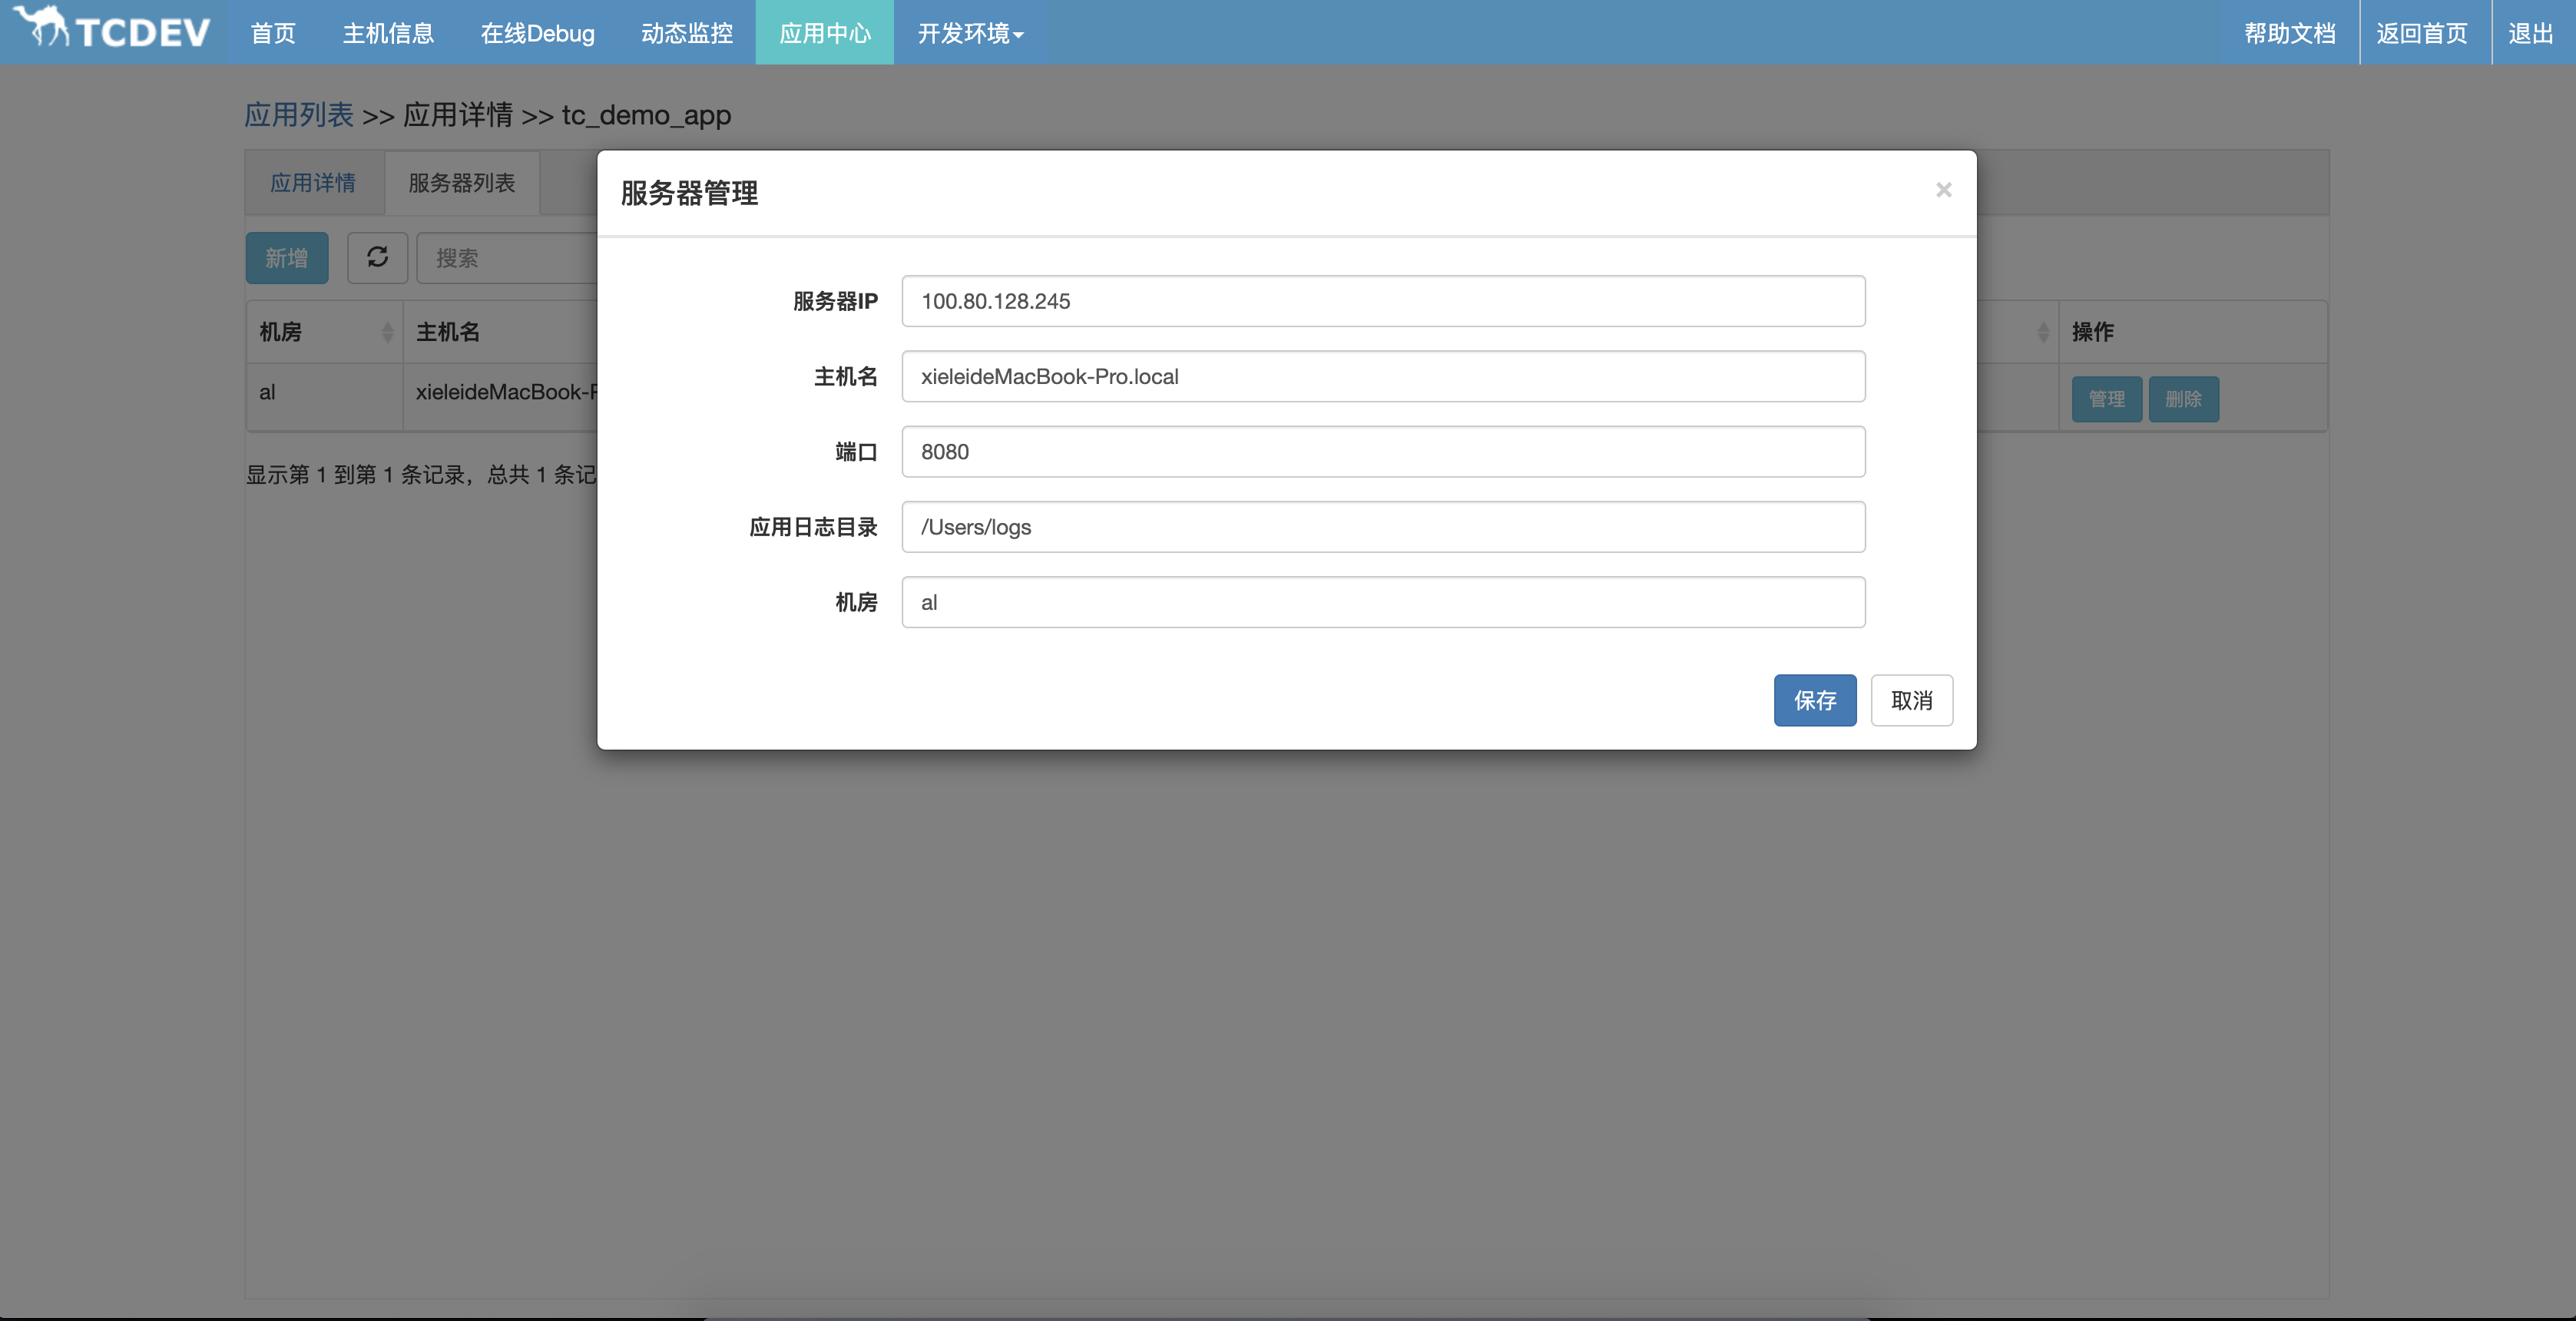 TCDEV 首页 主机信息 在线Debug 动态监控 应用中心 开发环境 帮助文档 返回首页 退出
应用列表 >> 应用详情 >> tc_demo_app
应用详情 服务器列表
新增 搜索
机房 主机名 操作
al xieleideMacBook-P 管理 删除
显示第 1 到第 1 条记录，总共 1 条记
服务器管理 ×
服务器IP 100.80.128.245
主机名 xieleideMacBook-Pro.local
端口 8080
应用日志目录 /Users/logs
机房 al
保存 取消